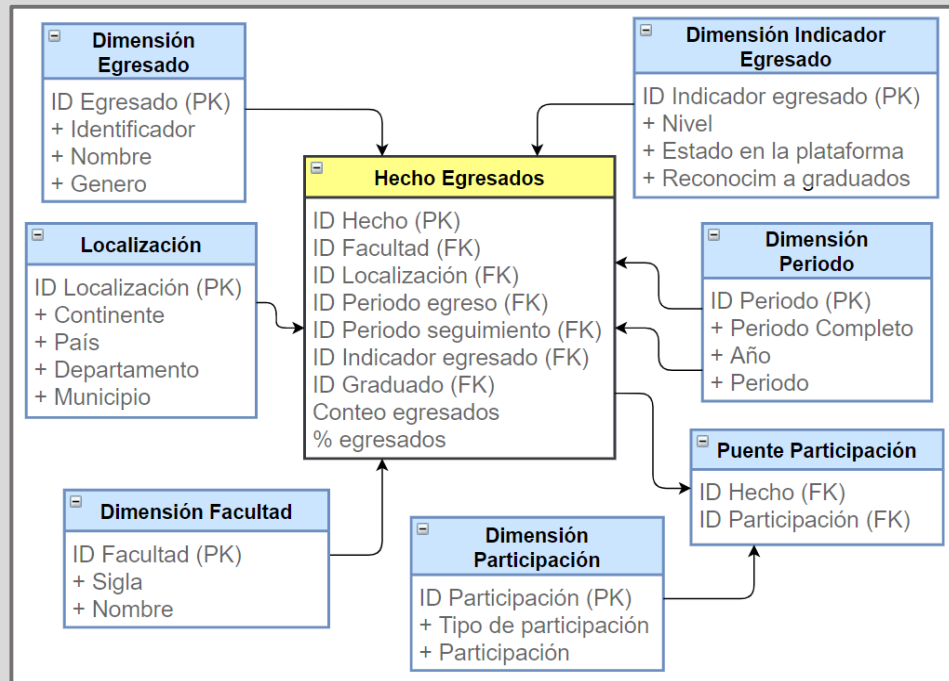 Dimensión
Egresado
ID Egresado (PK)
+ Identificador
+ Nombre
+ Genero
Dimensión Indicador
Egresado
ID Indicador egresado (PK)
+ Nivel
+ Estado en la plataforma
+ Reconocim a graduados
Hecho Egresados
ID Hecho (PK)
ID Facultad (FK)
ID Localización (FK)
ID Periodo egreso (FK)
ID Periodo seguimiento (FK)
ID Indicador egresado (FK)
ID Graduado (FK)
Conteo egresados
% egresados
Localización
ID Localización (PK)
+ Continente
+ País
+ Departamento
+ Municipio
Dimensión
Periodo
ID Periodo (PK)
+ Periodo Completo
+ Año
+ Periodo
Puente Participación
ID Hecho (FK)
ID Participación (FK)
Dimensión Facultad
ID Facultad (PK)
+ Sigla
+ Nombre
Dimensión
Participación
ID Participación (PK)
+ Tipo de participación
+ Participación